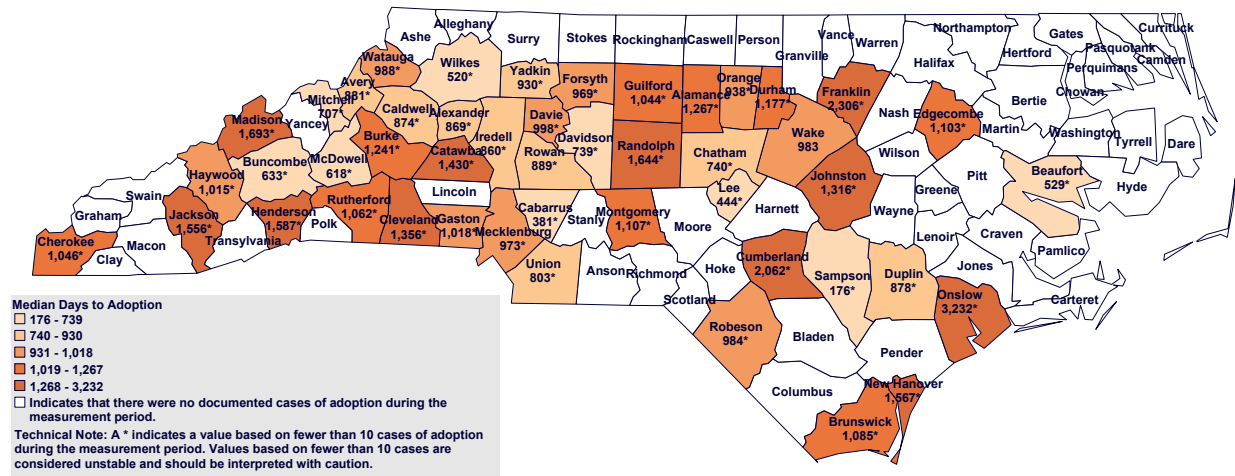 Alleghany
Ashe
Surry
Stokes
Rockingham
Caswell
Person
Granville
Vance
Warren
Northampton
Gates
Currituck
Pasquotank
Camden
Perquimans
Chowan
Hertford
Halifax
Bertie
Watauga
988*
Wilkes
520*
Yadkin
930*
Forsyth
969*
Guilford
1,044*
Alamance
1,267*
Orange
938*
Durham
1,177*
Franklin
2,306*
Nash
Edgecombe
1,103*
Martin
Washington
Tyrrell
Dare
Avery
881*
Mitchell
707*
Yancey
Madison
1,693*
Caldwell
874*
Alexander
869*
Iredell
860*
Davie
998*
Davidson
739*
Randolph
1,644*
Chatham
740*
Wake
983
Wilson
Pitt
Beaufort
529*
Hyde
Haywood
1,015*
Buncombe
633*
McDowell
618*
Burke
1,241*
Catawba
1,430*
Rowan
889*
Lee
444*
Johnston
1,316*
Greene
Swain
Graham
Jackson
1,556*
Henderson
1,587*
Transylvania
Polk
Rutherford
1,062*
Cleveland
1,356*
Lincoln
Gaston
1,018*
Mecklenburg
973*
Cabarrus
381*
Stanly
Montgomery
1,107*
Moore
Harnett
Wayne
Lenoir
Craven
Pamlico
Cherokee
1,046*
Clay
Macon
Union
803*
Anson
Richmond
Scotland
Hoke
Cumberland
2,062*
Sampson
176*
Duplin
878*
Jones
Onslow
3,232*
Carteret
Robeson
984*
Bladen
Pender
Columbus
New Hanover
1,567*
Brunswick
1,085*
Median Days to Adoption
176 - 739
740 - 930
931 - 1,018
1,019 - 1,267
1,268 - 3,232
Indicates that there were no documented cases of adoption during the
measurement period.
Technical Note: A * indicates a value based on fewer than 10 cases of adoption
during the measurement period. Values based on fewer than 10 cases are
considered unstable and should be interpreted with caution.